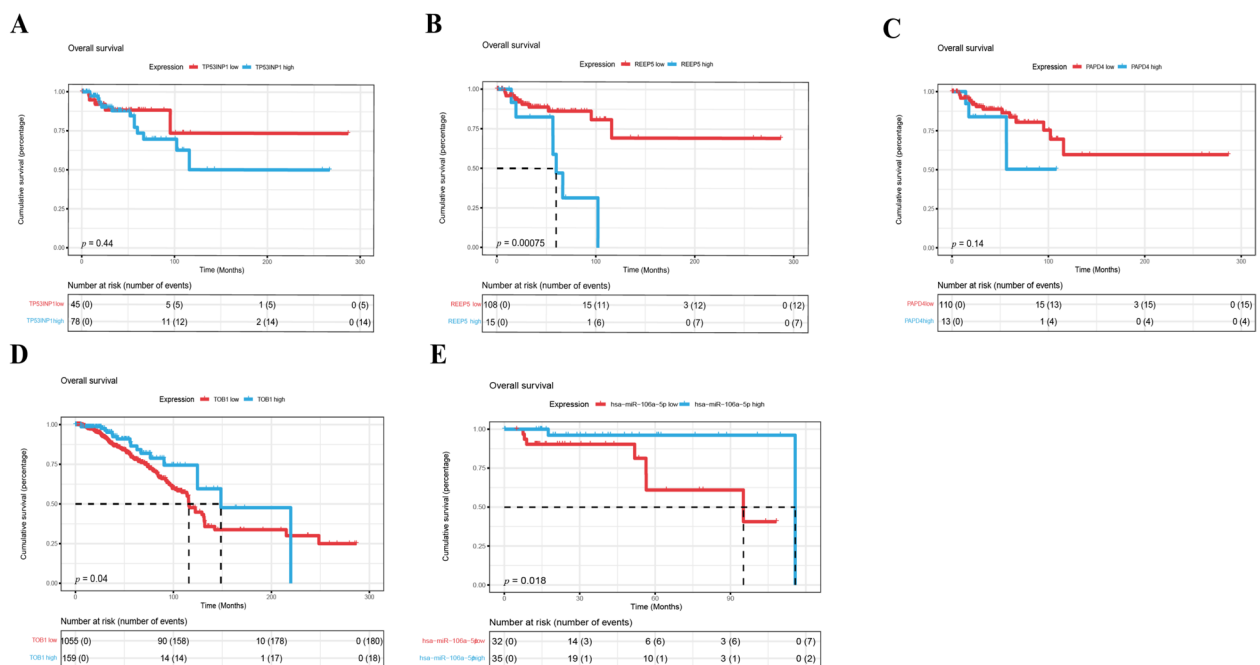 A
Overall survival
Expression TP53INP1 low TP53INP1 high
Cumulative survival (percentage)
1.00
0.75
0.50
0.25
0.00
p = 0.44
0 100 200 300
Time (Months)
Number at risk (number of events)
TP53INP1low 45 (0) 5 (5) 1 (5) 0 (5)
TP53INP1high 78 (0) 11 (12) 2 (14) 0 (14)
B
Overall survival
Expression REEP5 low REEP5 high
Cumulative survival (percentage)
1.00
0.75
0.50
0.25
0.00
p = 0.00075
0 100 200 300
Time (Months)
Number at risk (number of events)
REEP5 low 108 (0) 15 (11) 3 (12) 0 (12)
REEP5 high 15 (0) 1 (6) 0 (7) 0 (7)
C
Overall survival
Expression PAPD4 low PAPD4 high
Cumulative survival (percentage)
1.00
0.75
0.50
0.25
0.00
p = 0.14
0 100 200 300
Time (Months)
Number at risk (number of events)
PAPD4low 110 (0) 15 (13) 3 (15) 0 (15)
PAPD4high 13 (0) 1 (4) 0 (4) 0 (4)
D
Overall survival
Expression TOB1 low TOB1 high
Cumulative survival (percentage)
1.00
0.75
0.50
0.25
0.00
p = 0.04
0 100 200 300
Time (Months)
Number at risk (number of events)
TOB1 low 1055 (0) 90 (158) 10 (178) 0 (180)
TOB1 high 159 (0) 14 (14) 1 (17) 0 (18)
E
Overall survival
Expression hsa-miR-106a-5p low hsa-miR-106a-5p high
Cumulative survival (percentage)
1.00
0.75
0.50
0.25
0.00
p = 0.018
0 30 60 90
Time (Months)
Number at risk (number of events)
hsa-miR-106a-5plow 32 (0) 14 (3) 6 (6) 3 (6) 0 (7)
hsa-miR-106a-5phigh 35 (0) 19 (1) 10 (1) 3 (1) 0 (2)